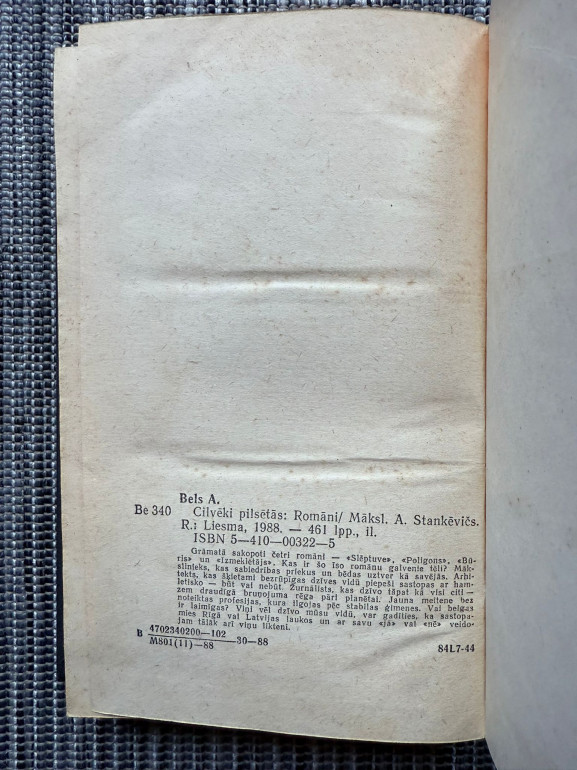 Bels A.
Be 340 Cilvēki pilsētās: Romāni/ Māksl. A. Stankēvičs.
R.: Liesma, 1988. — 461 lpp., il.
ISBN 5—410—00322—5
Grāmatā sakopoti četri romāni — «Slēptuve», «Poligons», «Bū-
ris» un «Izmeklētājs». Kas ir šo īso romānu galvenie tēli? Māk-
slinieks, kas sabiedrības priekus un bēdas uztver kā savējās. Arhi-
tekts, kas šķietami bezrūpīgas dzīves vidū piepeši sastopas ar ham-
letisko — būt vai nebūt. Žurnālists, kas dzīvo tāpat kā visi citi —
zem draudīgā bruņojuma rēga pāri planētai. Jauna meitene bez
noteiktas profesijas, kura ilgojas pēc stabilas ģimenes. Vai beigās
ir laimīgas? Viņi vēl dzīvo mūsu vidū, var gadīties, ka sastopa-
mies Rīgā vai Latvijas laukos un ar savu «jā» vai «nē» veido-
jam tālāk arī viņu likteni.
B 4702340200—102
M801(11)—88 —30—88
84L7-44